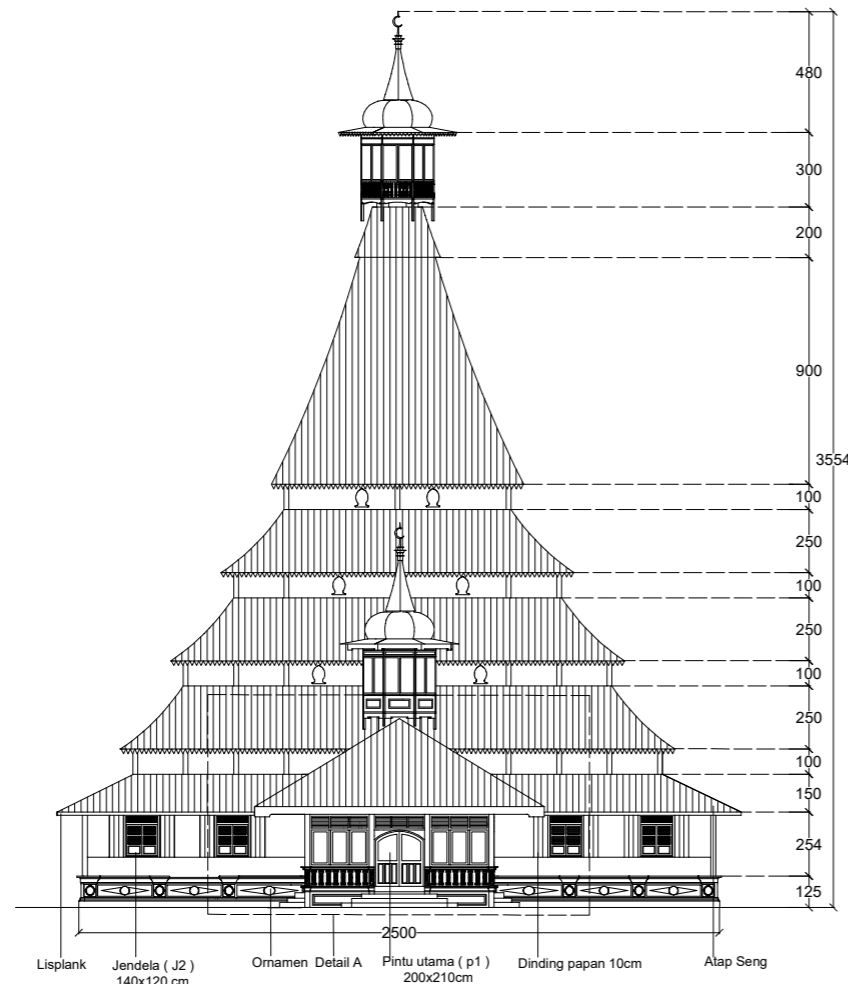 480
300
200
900
3554
100
250
100
250
100
250
100
150
254
125
2500
Lisplank
Jendela ( J2 )
140x120 cm
Ornamen
Detail A
Pintu utama ( p1 )
200x210cm
Dinding papan 10cm
Atap Seng